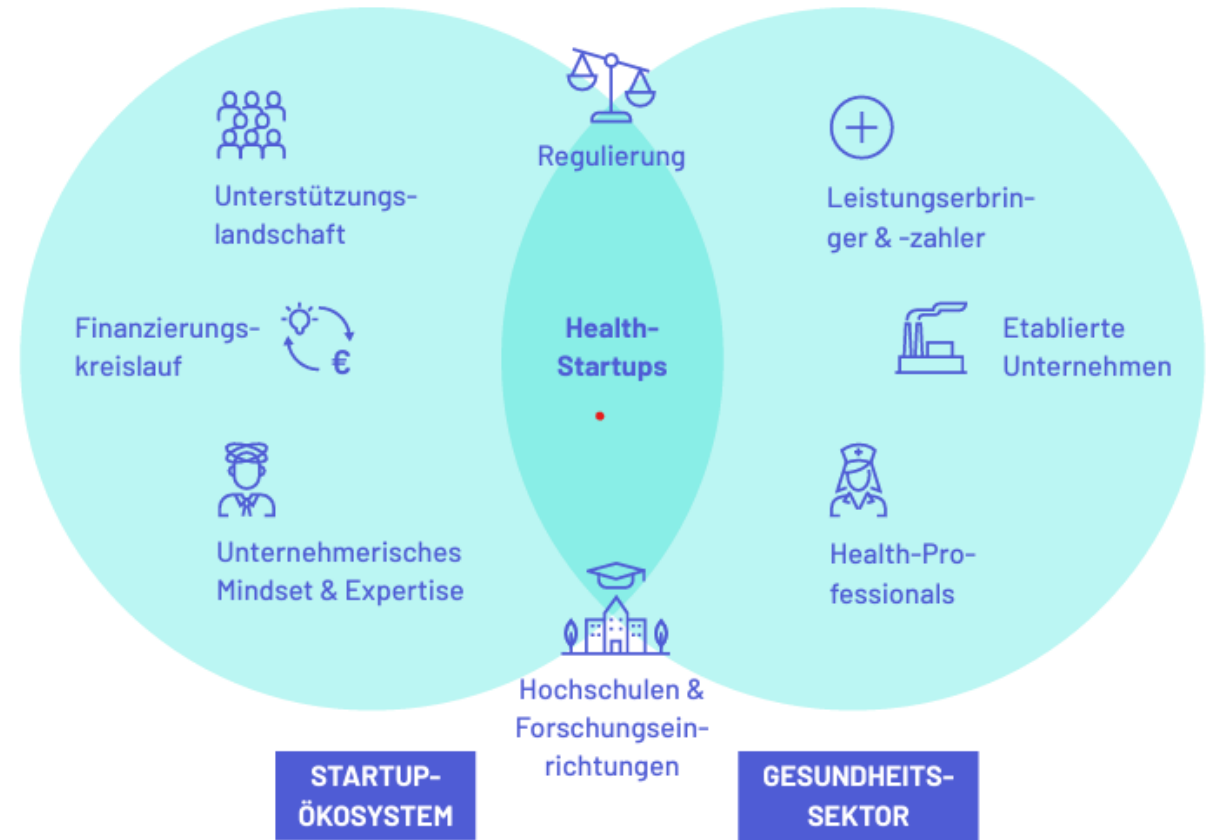 Regulierung
Unterstützungs-
landschaft
Finanzierungs-
kreislauf
€
Unternehmerisches
Mindset & Expertise
Health-
Startups
Leistungserbrin-
ger & -zahler
Etablierte
Unternehmen
Health-Pro-
fessionals
Hochschulen &
Forschungsein-
richtungen
STARTUP-
ÖKOSYSTEM
GESUNDHEITS-
SEKTOR